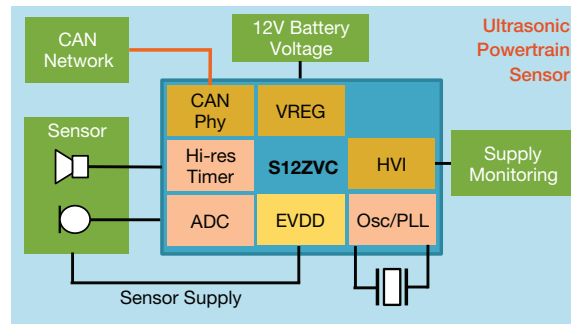 Ultrasonic
Powertrain
Sensor
CAN
Network
12V Battery
Voltage
CAN
Phy
VREG
Sensor
Hi-res
Timer
S12ZVC
HVI
Supply
Monitoring
ADC
EVDD
Osc/PLL
Sensor Supply